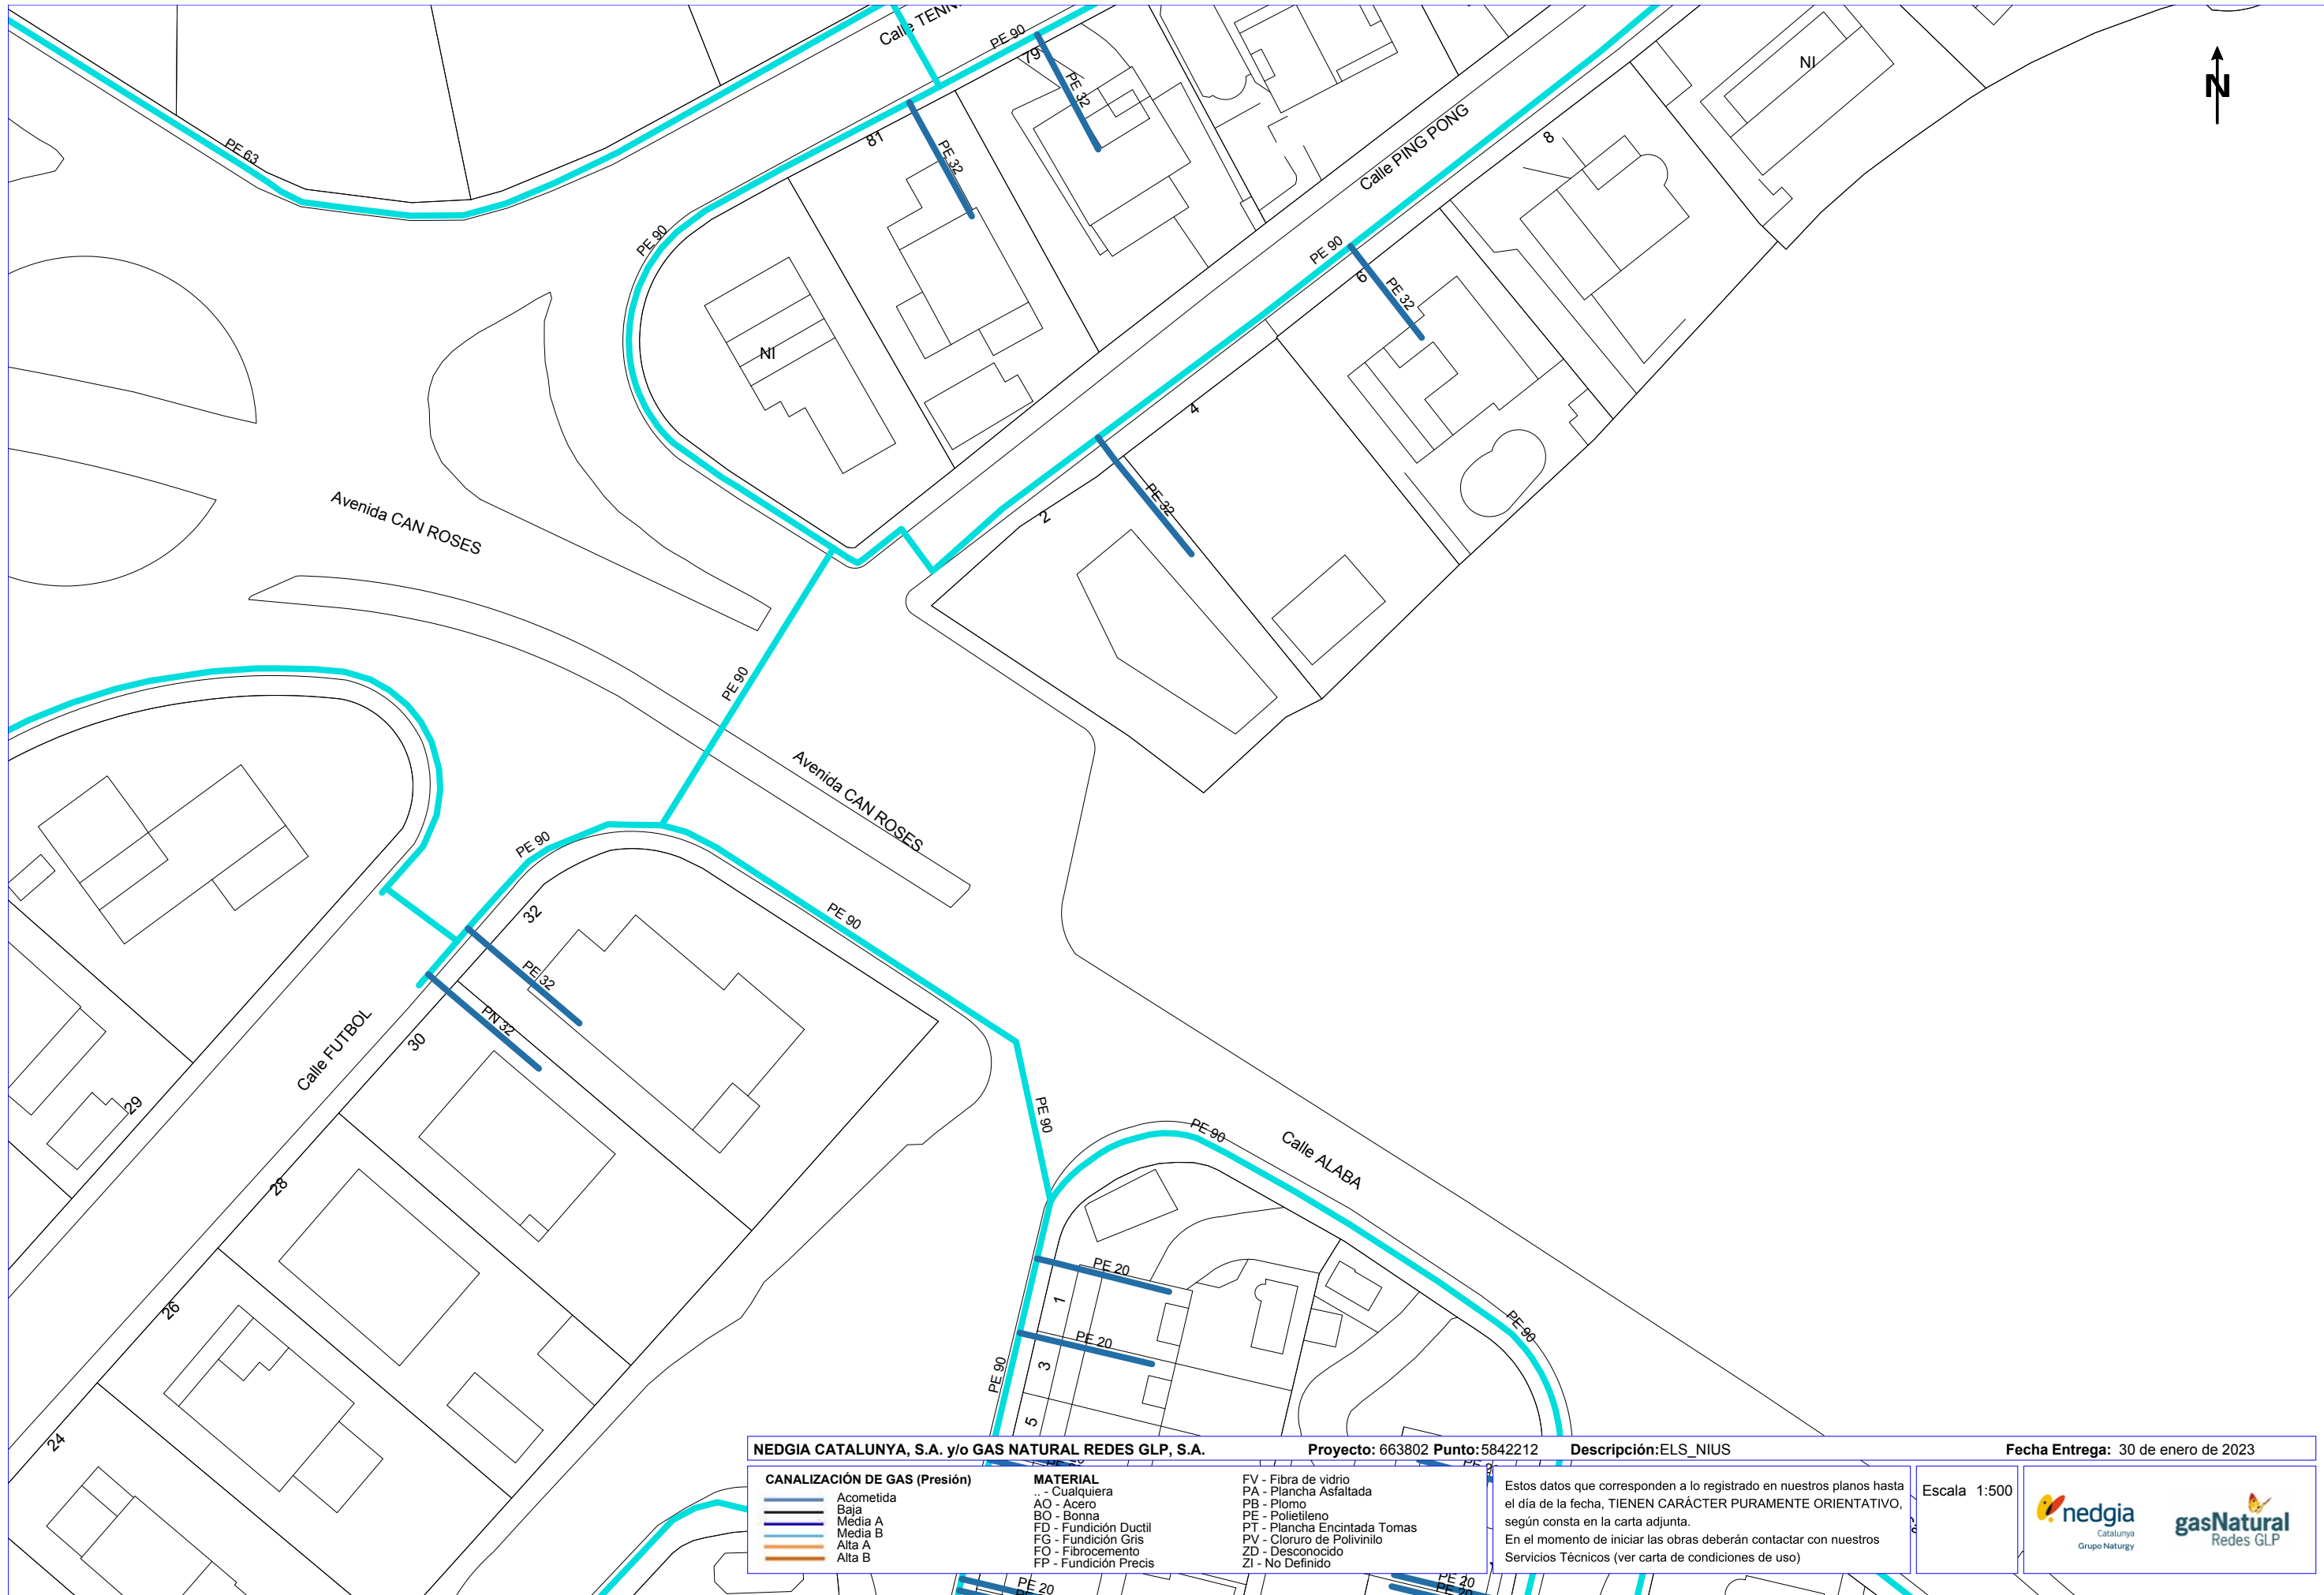 Calle TENN
PE 90
79
PE 32
NI
N
PE 63
81
PE 32
Calle PING PONG
8
PE 90
PE 90
6
PE 32
NI
4
PE 32
2
Avenida CAN ROSES
PE 90
Avenida CAN ROSES
PE 90
32
PE 90
PE 32
PN 32
30
Calle FUTBOL
29
PE 90
PE 90
Calle ALABA
28
PE 20
1
26
PE 90
PE 20
3
PE 90
5
24
NEDGIA CATALUNYA, S.A. y/o GAS NATURAL REDES GLP, S.A. Proyecto: 663802 Punto:5842212 Descripción:ELS_NIUS Fecha Entrega: 30 de enero de 2023
CANALIZACIÓN DE GAS (Presión)
Acometida
Baja
Media A
Media B
Alta A
Alta B
MATERIAL
.. - Cualquiera
AO - Acero
BO - Bonna
FD - Fundición Ductil
FG - Fundición Gris
FO - Fibrocemento
FP - Fundición Precis
FV - Fibra de vidrio
PA - Plancha Asfaltada
PB - Plomo
PE - Polietileno
PT - Plancha Encintada Tomas
PV - Cloruro de Polivinilo
ZD - Desconocido
ZI - No Definido
Estos datos que corresponden a lo registrado en nuestros planos hasta
el día de la fecha, TIENEN CARÁCTER PURAMENTE ORIENTATIVO,
según consta en la carta adjunta.
En el momento de iniciar las obras deberán contactar con nuestros
Servicios Técnicos (ver carta de condiciones de uso)
Escala 1:500
nedgia
Catalunya
Grupo Naturgy
gasNatural
Redes GLP
PE 20
PE 20
PE 20